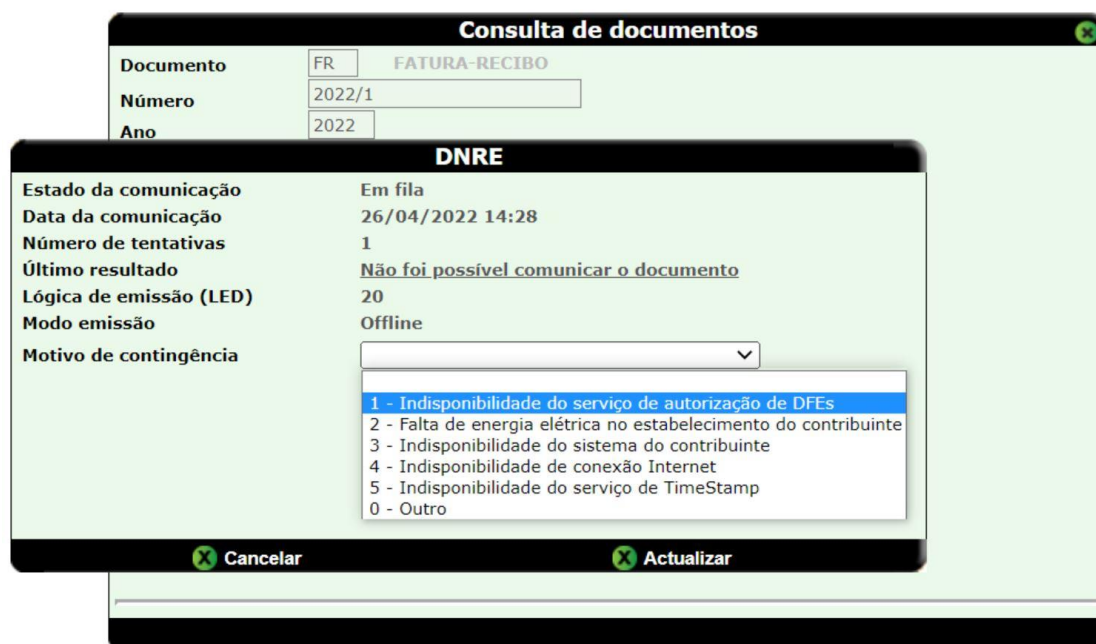 Consulta de documentos
Documento FR FATURA-RECIBO
Número 2022/1
Ano 2022
DNRE
Estado da comunicação Em fila
Data da comunicação 26/04/2022 14:28
Número de tentativas 1
Último resultado Não foi possível comunicar o documento
Lógica de emissão (LED) 20
Modo emissão Offline
Motivo de contingência
1 - Indisponibilidade do serviço de autorização de DFEs
2 - Falta de energia elétrica no estabelecimento do contribuinte
3 - Indisponibilidade do sistema do contribuinte
4 - Indisponibilidade de conexão Internet
5 - Indisponibilidade do serviço de TimeStamp
0 - Outro
Cancelar Actualizar